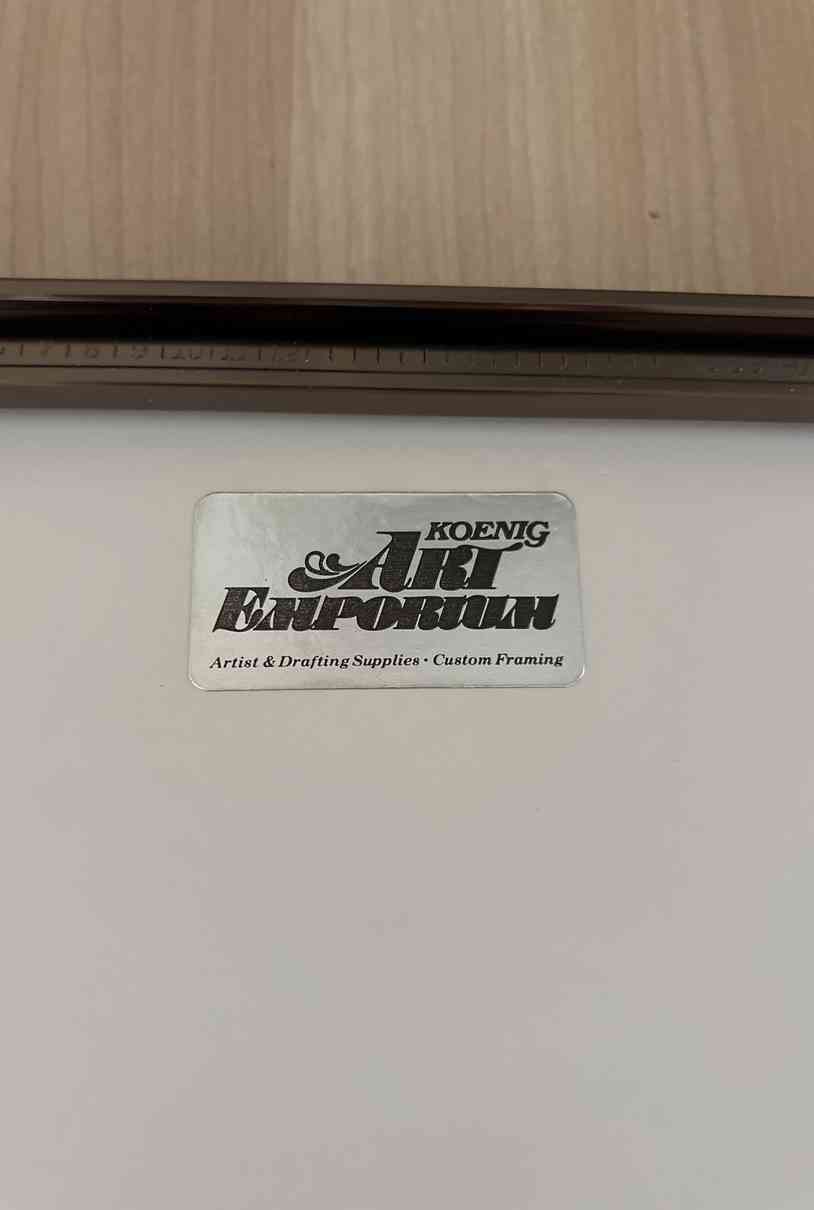 KOENIG
ART
EMPORIUM
Artist & Drafting Supplies • Custom Framing